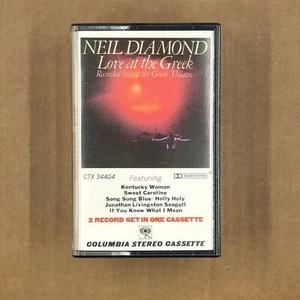 NEIL DIAMOND
Love at the Greek
Recorded live at the Greek Theatre
CTX 34404
Featuring
DOLBY SYSTEM
Kentucky Woman
Sweet Caroline
Song Sung Blue/Holly Holy
Jonathan Livingston Seagull
If You Know What I Mean
2 RECORD SET IN ONE CASSETTE
COLUMBIA STEREO CASSETTE